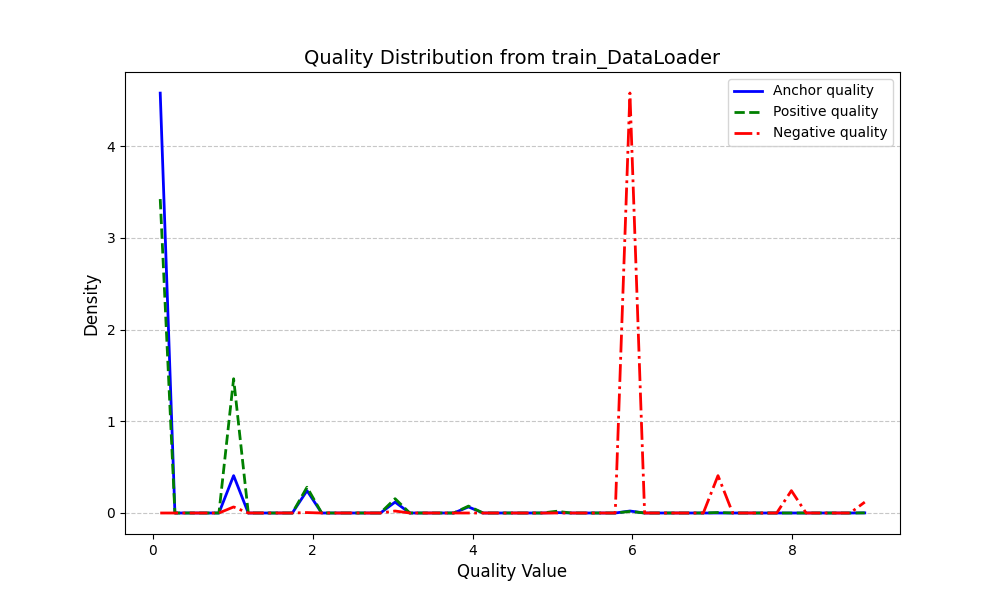 Quality Distribution from train_DataLoader
Anchor quality
Positive quality
Negative quality
4
3
2
1
0
Density
0 2 4 6 8
Quality Value